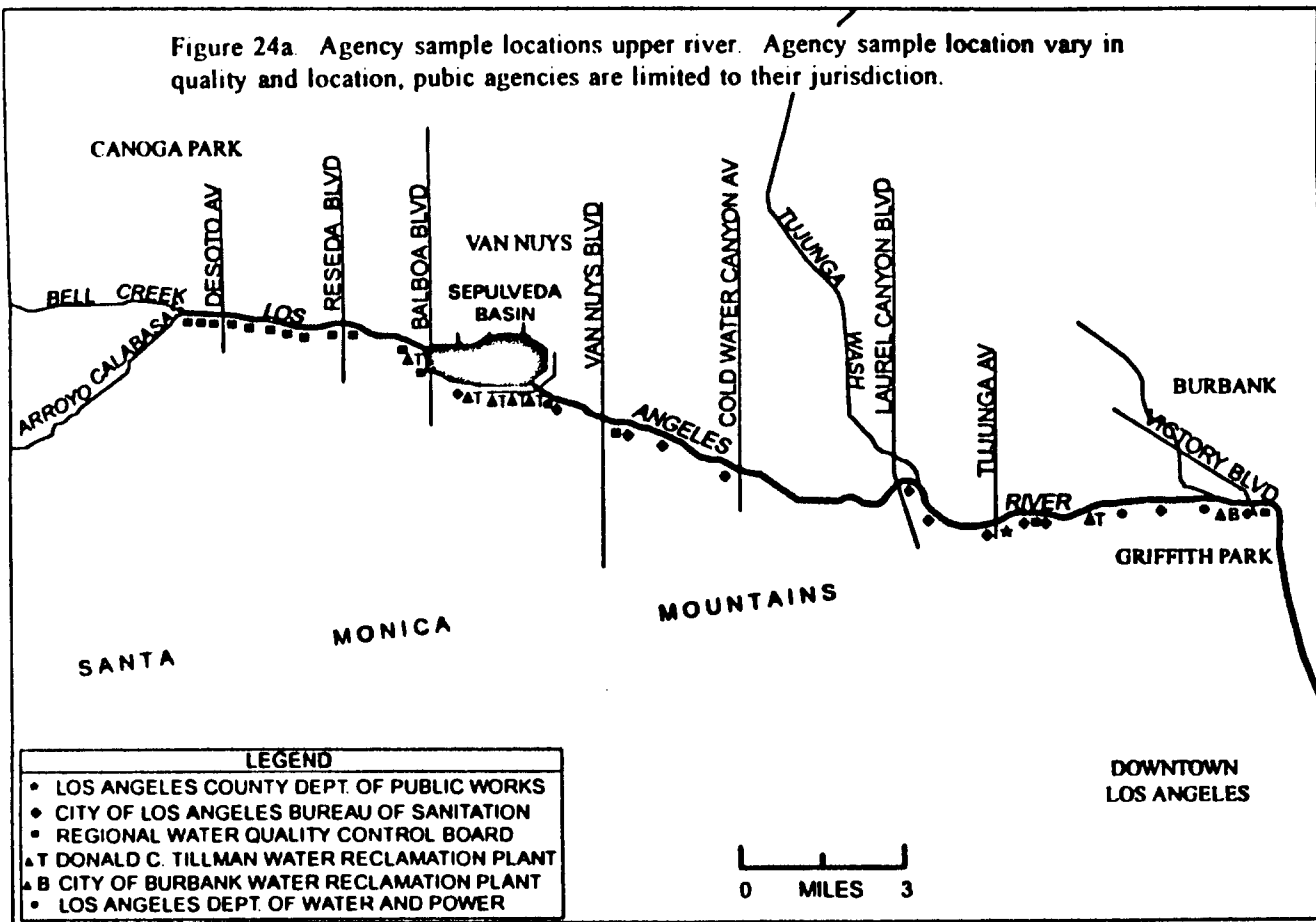 Figure 24a. Agency sample locations upper river. Agency sample location vary in
quality and location, pubic agencies are limited to their jurisdiction.
CANOGA PARK
DESOTO AV
RESEDA BLVD
BALBOA BLVD
VAN NUYS
SEPULVEDA
BASIN
VAN NUYS BLVD
COLD WATER CANYON AV
TUJUNGA
WASH
LAUREL CANYON BLVD
TUJUNGA AV
BURBANK
VICTORY BLVD
BELL CREEK
ARROYO CALABASAS
LOS
ANGELES
RIVER
T
T
T
T
T
T
B
GRIFFITH PARK
SANTA
MONICA
MOUNTAINS
DOWNTOWN
LOS ANGELES
LEGEND
LOS ANGELES COUNTY DEPT. OF PUBLIC WORKS
CITY OF LOS ANGELES BUREAU OF SANITATION
REGIONAL WATER QUALITY CONTROL BOARD
T DONALD C. TILLMAN WATER RECLAMATION PLANT
B CITY OF BURBANK WATER RECLAMATION PLANT
LOS ANGELES DEPT. OF WATER AND POWER
0 MILES 3